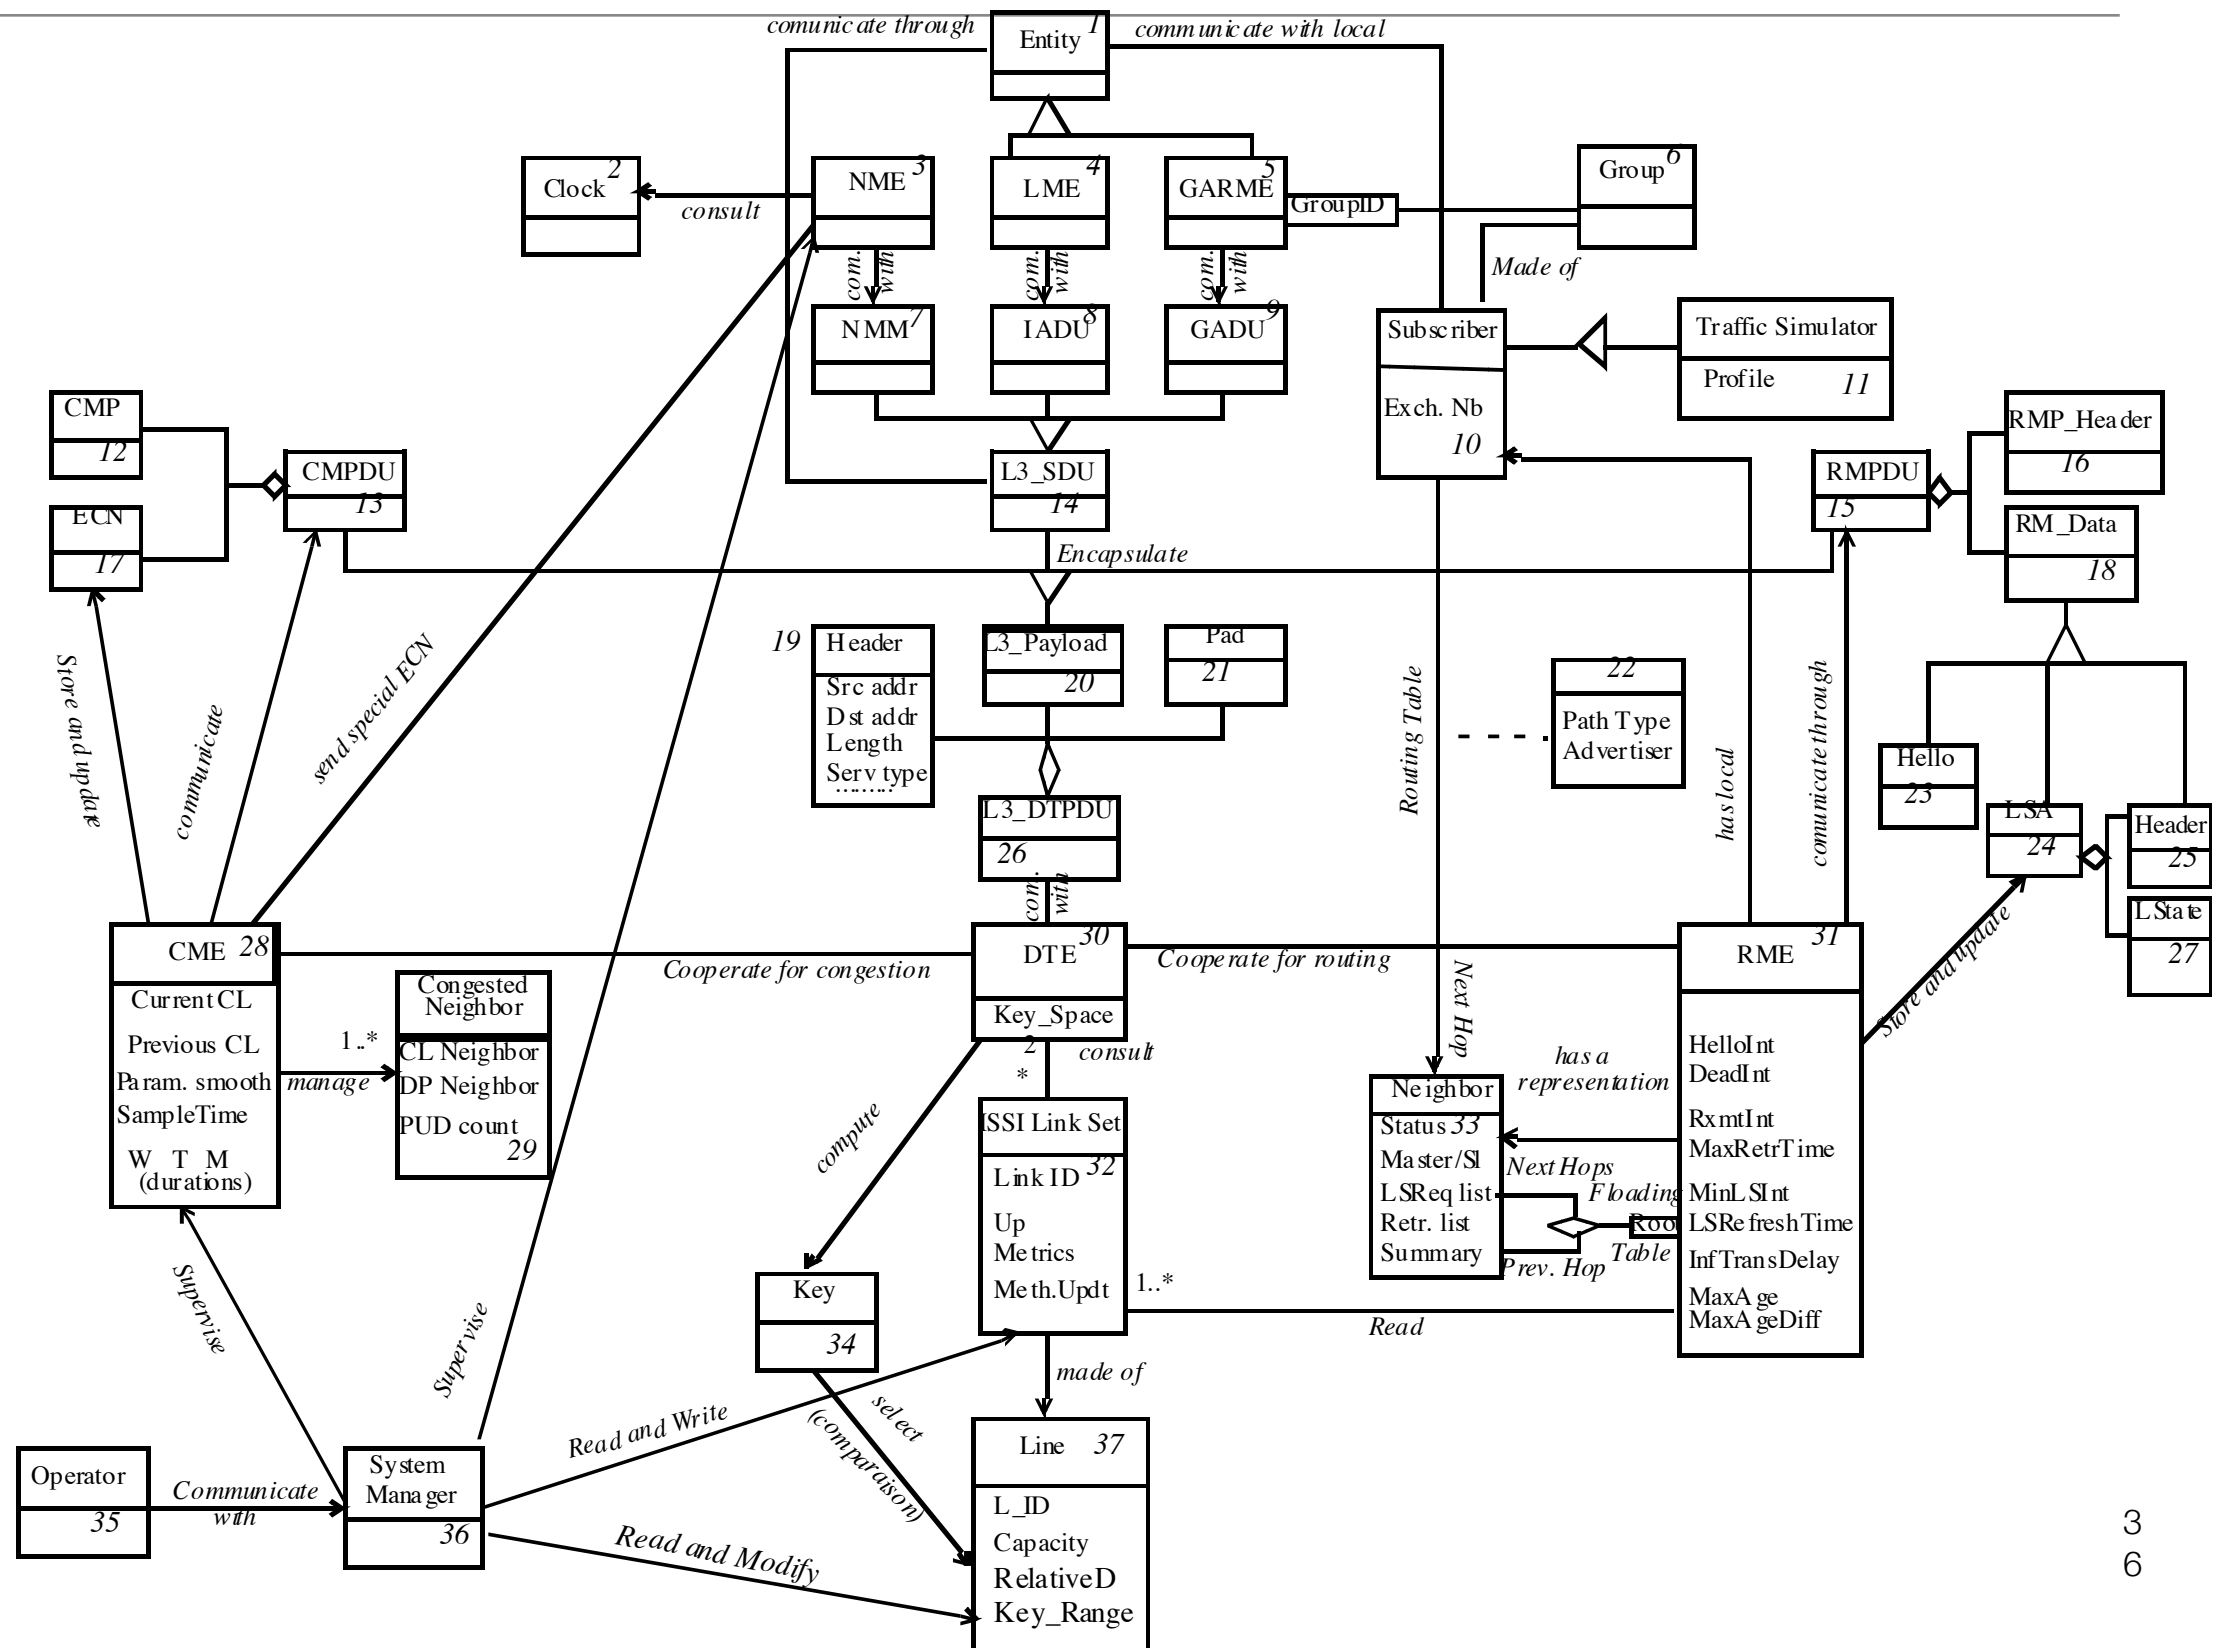 comunicate through
Entity 1
communicate with local
Clock 2
consult
NME 3
LME 4
GARME 5
GroupID
Group 6
Made of
com. with
com. with
com. with
NMM 7
IADU 8
GADU 9
Subscriber
Exch. Nb
10
Traffic Simulator
Profile 11
CMP
12
CMPDU
13
ECN
17
L3_SDU
14
Encapsulate
RMPDU
15
RMP_Header
16
RM_Data
18
19
Header
Src addr
Dst addr
Length
Serv type
.........
L3_Payload
20
Pad
21
22
Path Type
Advertiser
Store and update
communicate
send special ECN
Routing Table
has local
comunicate through
Hello
23
LSA
24
Header
25
LState
27
L3_DTPDU
26
com. with
CME 28
Current CL
Previous CL
Param. smooth
SampleTime
W T M
(durations)
Cooperate for congestion
Congested
Neighbor
CL Neighbor
DP Neighbor
PUD count
29
1..*
manage
DTE 30
Key_Space
2
*
consult
Cooperate for routing
Next Hop
RME 31
HelloInt
DeadInt
RxmtInt
MaxRetrTime
MinLSInt
LSRefreshTime
InfTransDelay
MaxAge
MaxAgeDiff
Store and update
has a
representation
Neighbor
Status 33
Master/Sl
LSReq list
Retr. list
Summary
Next Hops
Floading
Root
Table
Prev. Hop
compute
ISSI Link Set
Link ID 32
Up
Metrics
Meth.Updt
1..*
Read
Key
34
made of
select
(comparaison)
Supervise
Supervise
Read and Write
Line 37
L_ID
Capacity
RelativeD
Key_Range
Operator
35
Communicate
with
System
Manager
36
Read and Modify
3
6